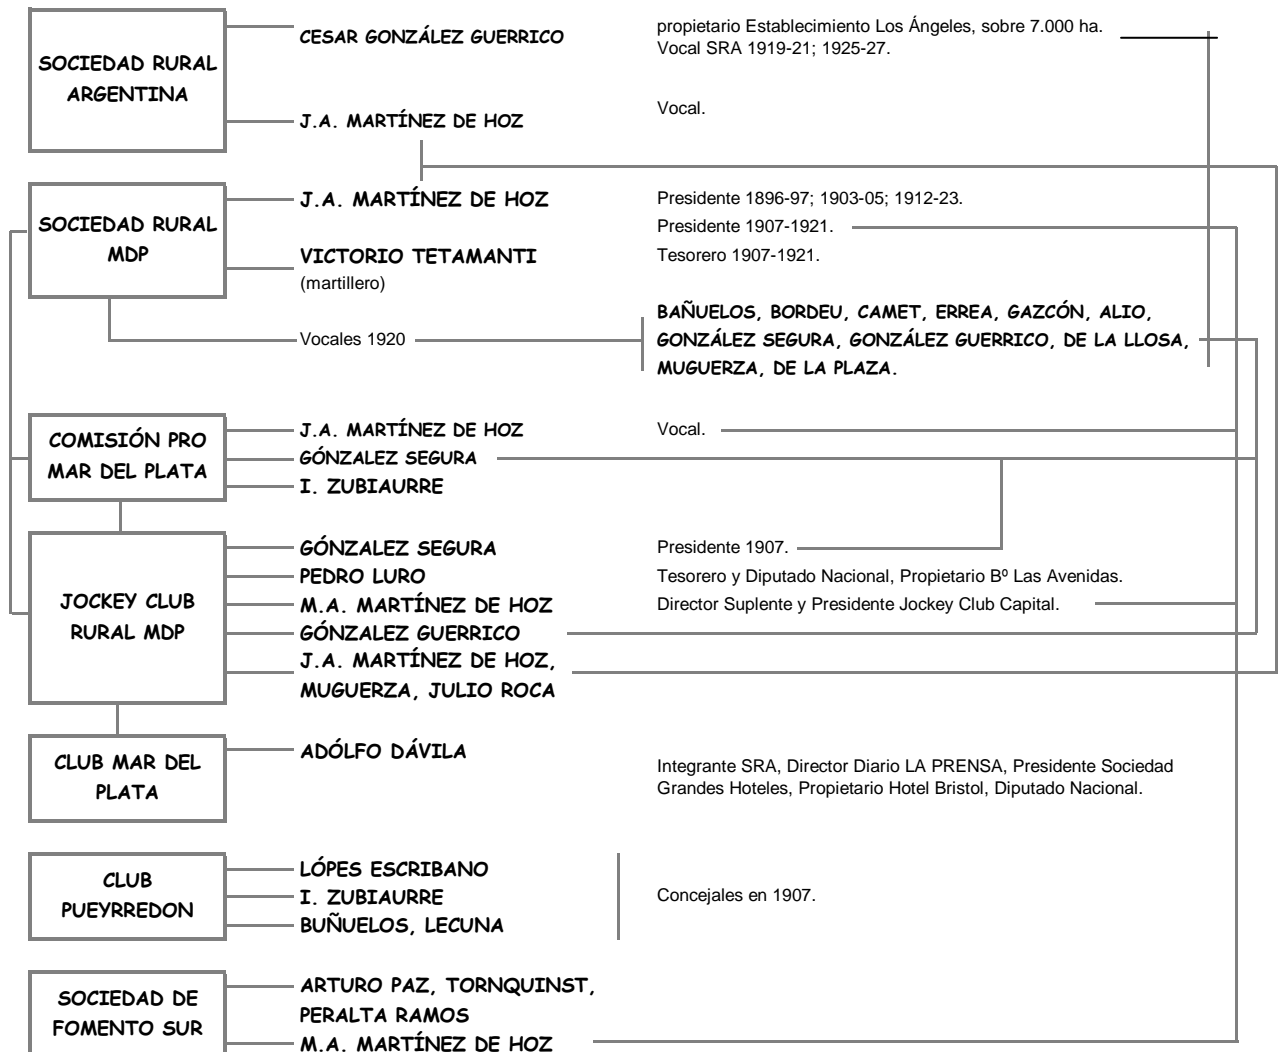 SOCIEDAD RURAL
ARGENTINA
CESAR GONZÁLEZ GUERRICO
propietario Establecimiento Los Ángeles, sobre 7.000 ha.
Vocal SRA 1919-21; 1925-27.
J.A. MARTÍNEZ DE HOZ
Vocal.
SOCIEDAD RURAL
MDP
J.A. MARTÍNEZ DE HOZ
Presidente 1896-97; 1903-05; 1912-23.
Presidente 1907-1921.
VICTORIO TETAMANTI
(martillero)
Tesorero 1907-1921.
Vocales 1920
BAÑUELOS, BORDEU, CAMET, ERREA, GAZCÓN, ALIO,
GONZÁLEZ SEGURA, GONZÁLEZ GUERRICO, DE LA LLOSA,
MUGUERZA, DE LA PLAZA.
COMISIÓN PRO
MAR DEL PLATA
J.A. MARTÍNEZ DE HOZ
Vocal.
GÓNZALEZ SEGURA
I. ZUBIAURRE
JOCKEY CLUB
RURAL MDP
GÓNZALEZ SEGURA
Presidente 1907.
PEDRO LURO
Tesorero y Diputado Nacional, Propietario Bº Las Avenidas.
M.A. MARTÍNEZ DE HOZ
Director Suplente y Presidente Jockey Club Capital.
GÓNZALEZ GUERRICO
J.A. MARTÍNEZ DE HOZ,
MUGUERZA, JULIO ROCA
CLUB MAR DEL
PLATA
ADÓLFO DÁVILA
Integrante SRA, Director Diario LA PRENSA, Presidente Sociedad
Grandes Hoteles, Propietario Hotel Bristol, Diputado Nacional.
CLUB
PUEYRREDON
LÓPES ESCRIBANO
I. ZUBIAURRE
BUÑUELOS, LECUNA
Concejales en 1907.
SOCIEDAD DE
FOMENTO SUR
ARTURO PAZ, TORNQUINST,
PERALTA RAMOS
M.A. MARTÍNEZ DE HOZ